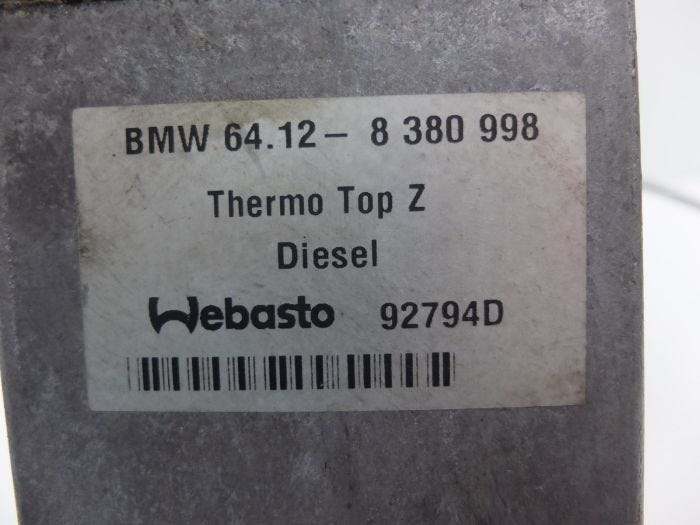 BMW 64.12- 8 380 998
Thermo Top Z
Diesel
Webasto 92794D